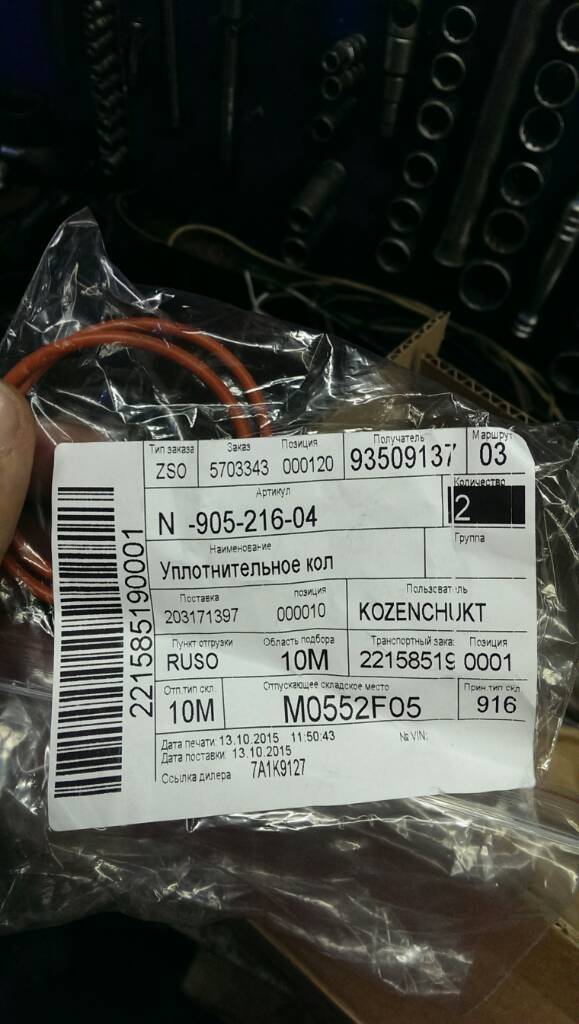 Тип заказа Заказ Позиция Получатель Маршрут
ZSO 5703343 000120 93509137 03
Артикул Количество
N -905-216-04 2
Наименование Группа
Уплотнительное кол
Поставка позиция Пользователь
203171397 000010 KOZENCHUKT
Пункт отгрузки Область подбора Транспортный заказ Позиция
RUSO 10M 22158519 0001
Отп.тип скл. Отпускающее складское место Прин тип скл.
10M M0552F05 916
Дата печати 13.10.2015 11:50:43 № VIN:
Дата поставки: 13.10.2015
Ссылка дилера 7A1K9127
221585190001